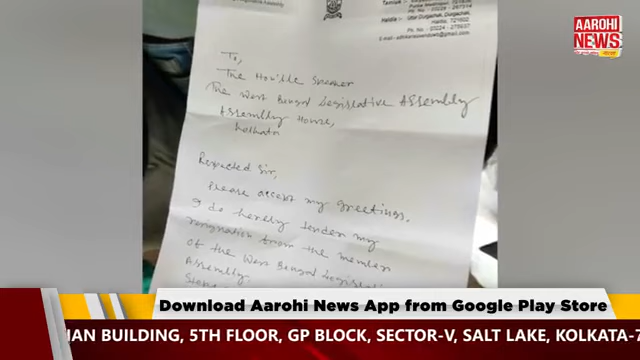 AAROHI
NEWS
Haldia :-
To,
The Hon'ble Speaker
The West Bengal Legislative Assembly
Assembly House,
Kolkata
Respected Sir,
Please accept my greetings.
I do hereby tender my
resignation from the member
of the West Bengal Legislati
Assembly.
Download Aarohi News App from Google Play Store
IAN BUILDING, 5TH FLOOR, GP BLOCK, SECTOR-V, SALT LAKE, KOLKATA-7